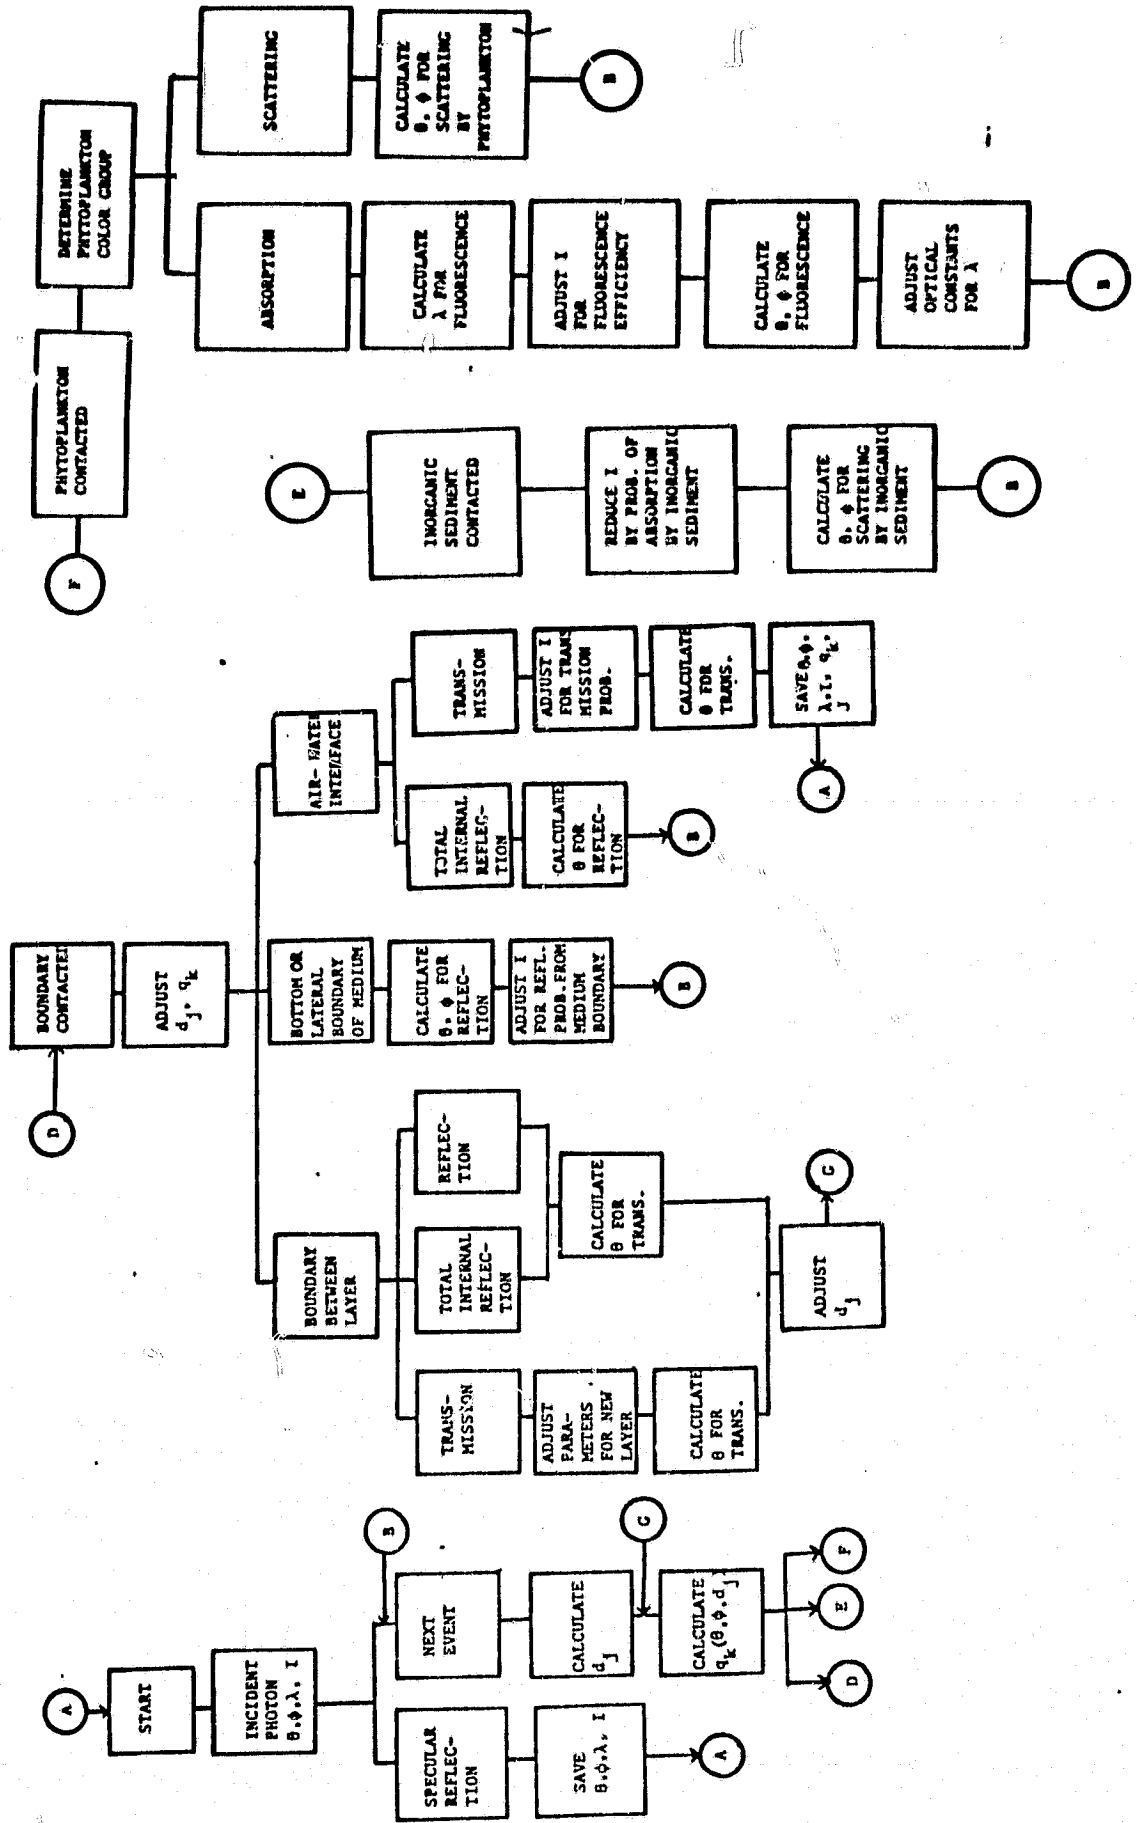 A
START
INCIDENT
PHOTON
θ,ϕ,λ, I
SPECULAR
REFLEC-
TION
SAVE
θ,ϕ,λ, I
A
B
NEXT
EVENT
CALCULATE
dj
G
CALCULATE
qk(θ,ϕ,dj)
D
E
F
D
BOUNDARY
CONTACTED
ADJUST
dj, qk
BOUNDARY
BETWEEN
LAYER
TRANS-
MISSION
ADJUST
PARA-
METERS
FOR NEW
LAYER
CALCULATE
θ FOR
TRANS.
TOTAL
INTERNAL
REFLEC-
TION
REFLEC-
TION
CALCULATE
θ FOR
TRANS.
ADJUST
dj
G
BOTTOM OR
LATERAL
BOUNDARY
OF MEDIUM
CALCULATE
θ, ϕ FOR
REFLEC-
TION
ADJUST I
FOR REFL.
PROB.FROM
MEDIUM
BOUNDARY
B
AIR-WATER
INTERFACE
TOTAL
INTERNAL
REFLEC-
TION
CALCULATE
θ FOR
REFLEC-
TION
B
TRANS-
MISSION
ADJUST I
FOR TRANS
MISSION
PROB.
CALCULATE
θ FOR
TRANS.
SAVE θ,ϕ,
λ,I, qk,
J
A
E
INORGANIC
SEDIMENT
CONTACTED
REDUCE I
BY PROB. OF
ABSORPTION
BY INORGANIC
SEDIMENT
CALCULATE
θ, ϕ FOR
SCATTERING
BY INORGANIC
SEDIMENT
B
F
PHYTOPLANKTON
CONTACTED
DETERMINE
PHYTOPLANKTON
COLOR GROUP
ABSORPTION
CALCULATE
λ FOR
FLUORESCENCE
ADJUST I
FOR
FLUORESCENCE
EFFICIENCY
CALCULATE
θ, ϕ FOR
FLUORESCENCE
ADJUST
OPTICAL
CONSTANTS
FOR λ
B
SCATTERING
CALCULATE
θ, ϕ FOR
SCATTERING
BY
PHYTOPLANKTON
B